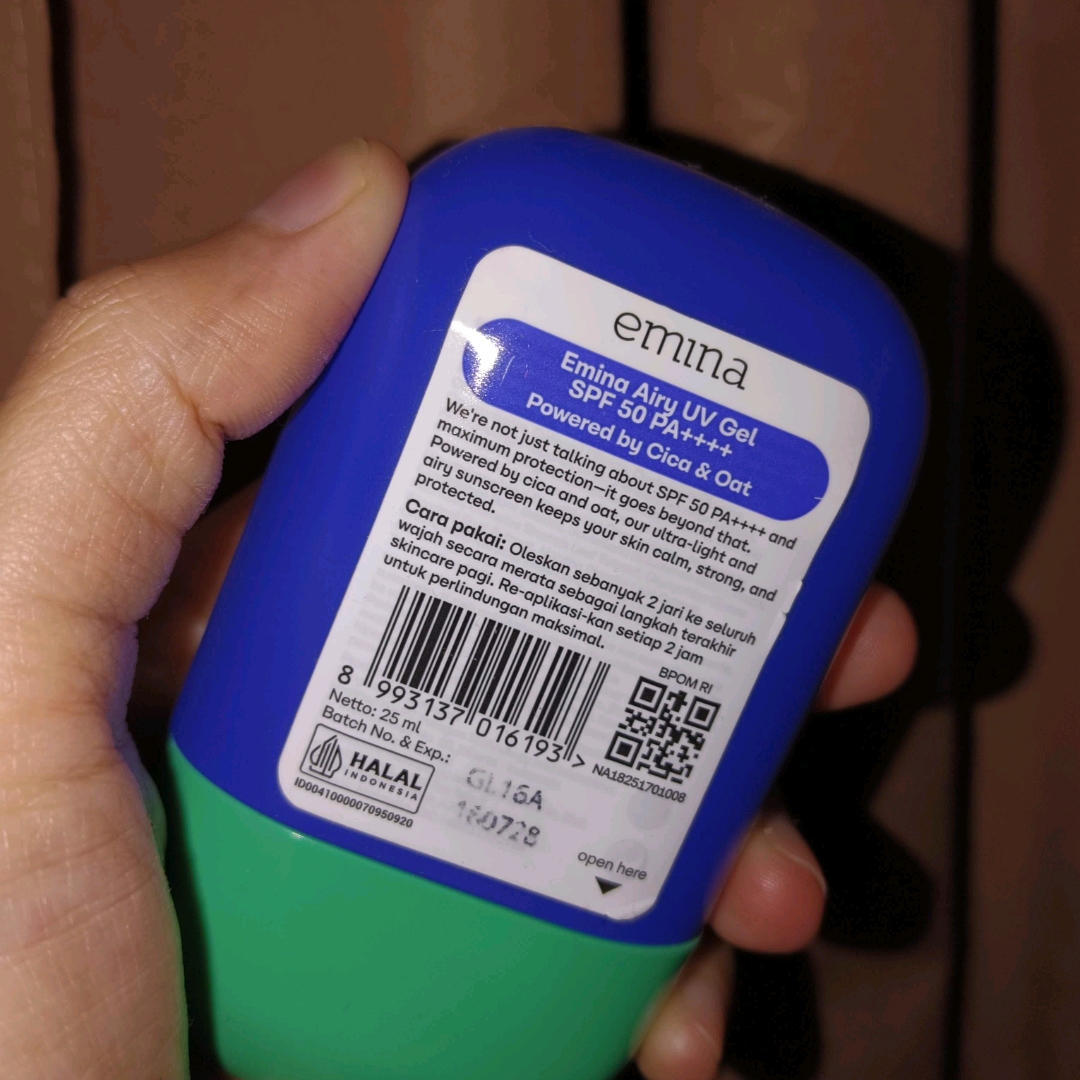 emina
Emina Airy UV Gel
SPF 50 PA++++
Powered by Cica & Oat
We're not just talking about SPF 50 PA++++ and
maximum protection—it goes beyond that.
Powered by cica and oat, our ultra-light and
airy sunscreen keeps your skin calm, strong, and
protected.
Cara pakai: Oleskan sebanyak 2 jari ke seluruh
wajah secara merata sebagai langkah terakhir
skincare pagi. Re-aplikasi-kan setiap 2 jam
untuk perlindungan maksimal.
BPOM RI
8 993137 016193 >
NA18251701008
Netto: 25 ml
Batch No. & Exp.:
GL16A
160728
HALAL
INDONESIA
ID00410000070950920
open here